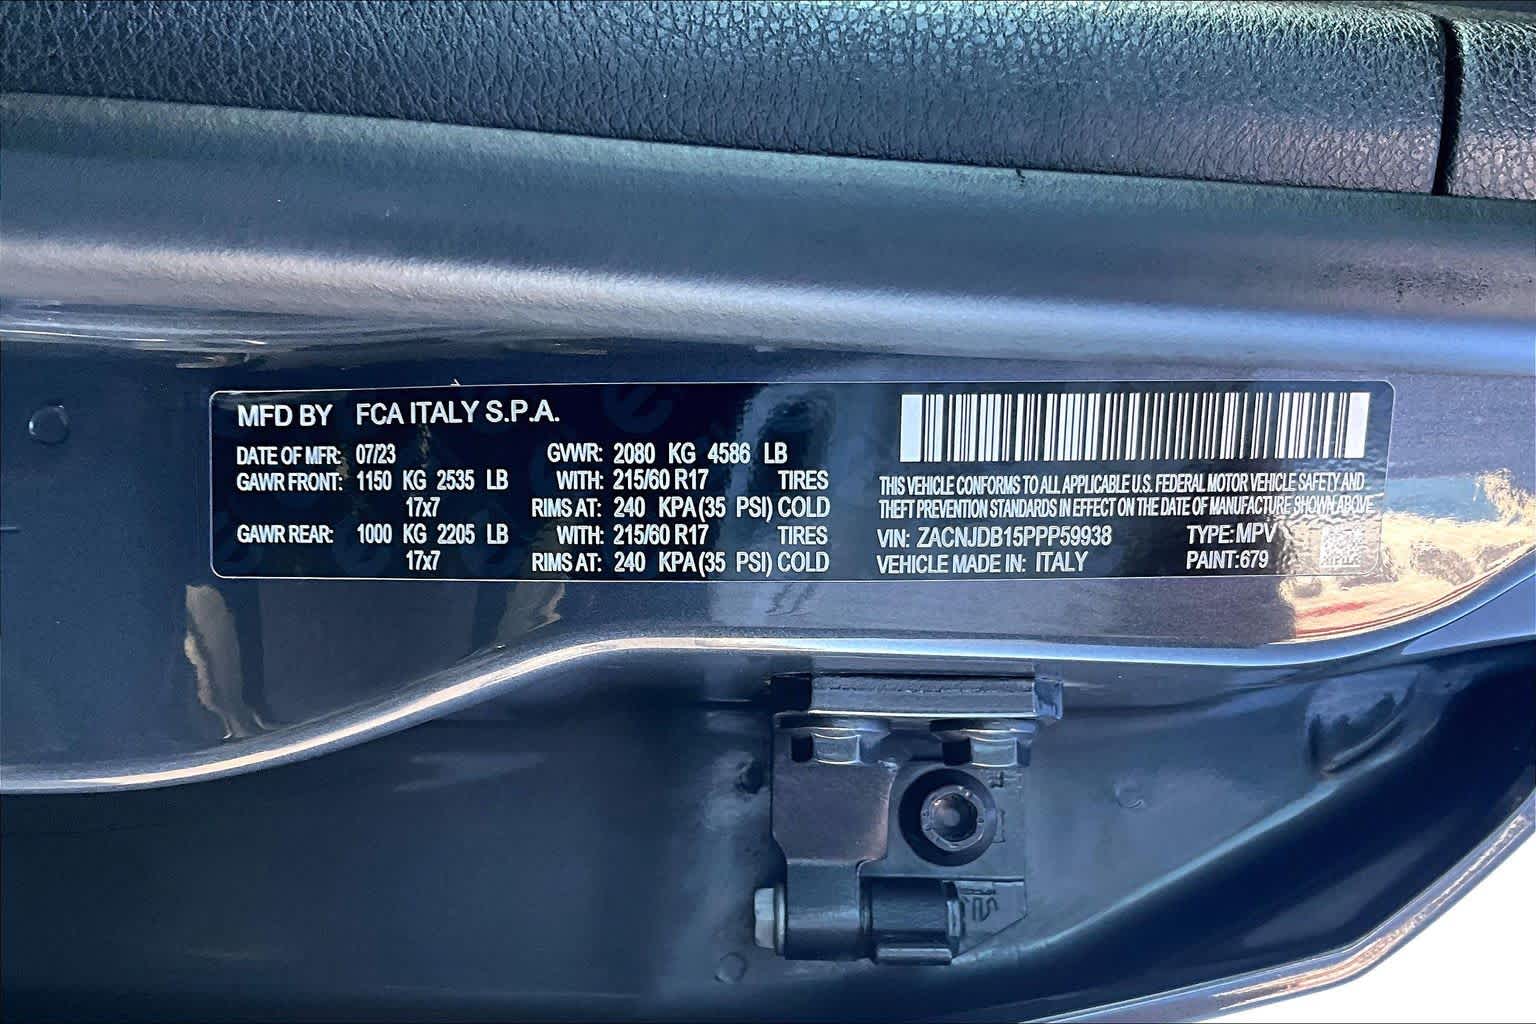 MFD BY FCA ITALY S.P.A.
DATE OF MFR: 07/23 GVWR: 2080 KG 4586 LB
GAWR FRONT: 1150 KG 2535 LB WITH: 215/60 R17 TIRES
17x7 RIMS AT: 240 KPA(35 PSI) COLD
GAWR REAR: 1000 KG 2205 LB WITH: 215/60 R17 TIRES
17x7 RIMS AT: 240 KPA(35 PSI) COLD
THIS VEHICLE CONFORMS TO ALL APPLICABLE U.S. FEDERAL MOTOR VEHICLE SAFETY AND
THEFT PREVENTION STANDARDS IN EFFECT ON THE DATE OF MANUFACTURE SHOWN ABOVE.
VIN: ZACNJDB15PPP59938 TYPE: MPV
VEHICLE MADE IN: ITALY PAINT:679